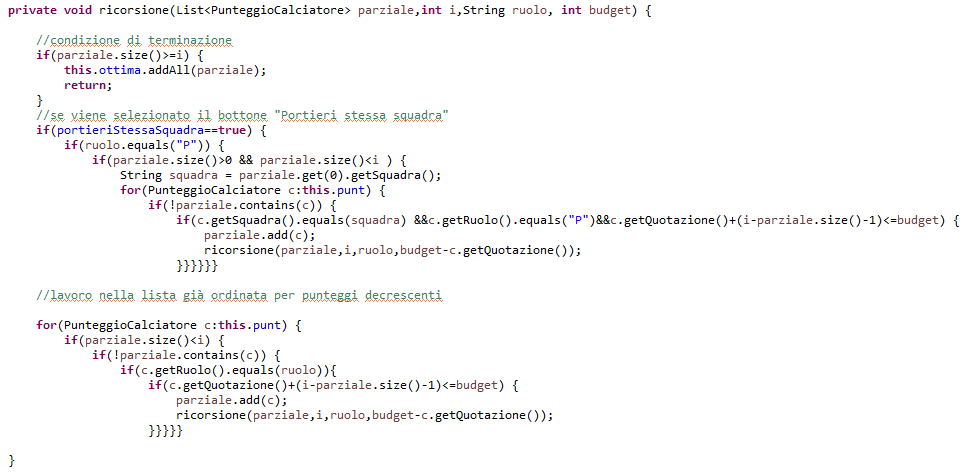 private void ricorsione(List<PunteggioCalciatore> parziale,int i,String ruolo, int budget) {
//condizione di terminazione
if(parziale.size()>=i) {
this.ottima.addAll(parziale);
return;
}
//se viene selezionato il bottone "Portieri stessa squadra"
if(portieriStessaSquadra==true) {
if(ruolo.equals("P")) {
if(parziale.size()>0 && parziale.size()<i ) {
String squadra = parziale.get(0).getSquadra();
for(PunteggioCalciatore c:this.punt) {
if(!parziale.contains(c)) {
if(c.getSquadra().equals(squadra) &&c.getRuolo().equals("P")&&c.getQuotazione()+(i-parziale.size()-1)<=budget) {
parziale.add(c);
ricorsione(parziale,i,ruolo,budget-c.getQuotazione());
}}}}}}
//lavoro nella lista già ordinata per punteggi decrescenti
for(PunteggioCalciatore c:this.punt) {
if(parziale.size()<i) {
if(!parziale.contains(c)) {
if(c.getRuolo().equals(ruolo)){
if(c.getQuotazione()+(i-parziale.size()-1)<=budget) {
parziale.add(c);
ricorsione(parziale,i,ruolo,budget-c.getQuotazione());
}}}}}
}